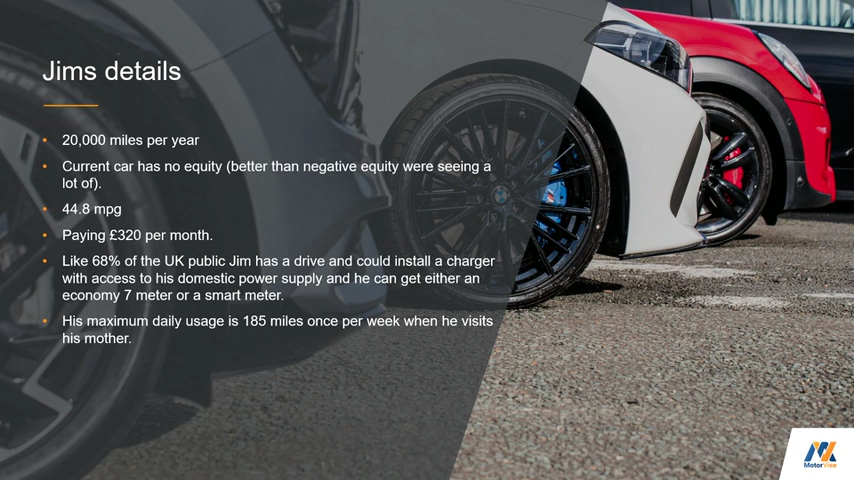 Jims details
• 20,000 miles per year
• Current car has no equity (better than negative equity were seeing a
lot of).
• 44.8 mpg
• Paying £320 per month.
• Like 68% of the UK public Jim has a drive and could install a charger
with access to his domestic power supply and he can get either an
economy 7 meter or a smart meter.
• His maximum daily usage is 185 miles once per week when he visits
his mother.
MotorVise